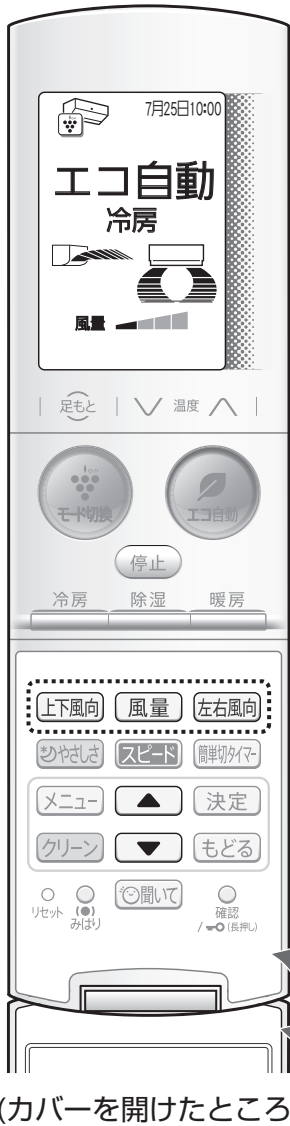 ion
7月25日10:00
エコ自動
冷房
風量
足もと 温度
ion
モード切換 エコ自動
停止
冷房 除湿 暖房
上下風向 風量 左右風向
やさしさ スピード 簡単切タイマー
メニュー ▲ 決定
クリーン ▼ もどる
聞いて
リセット みはり 確認
/ (長押し)
(カバーを開けたところ